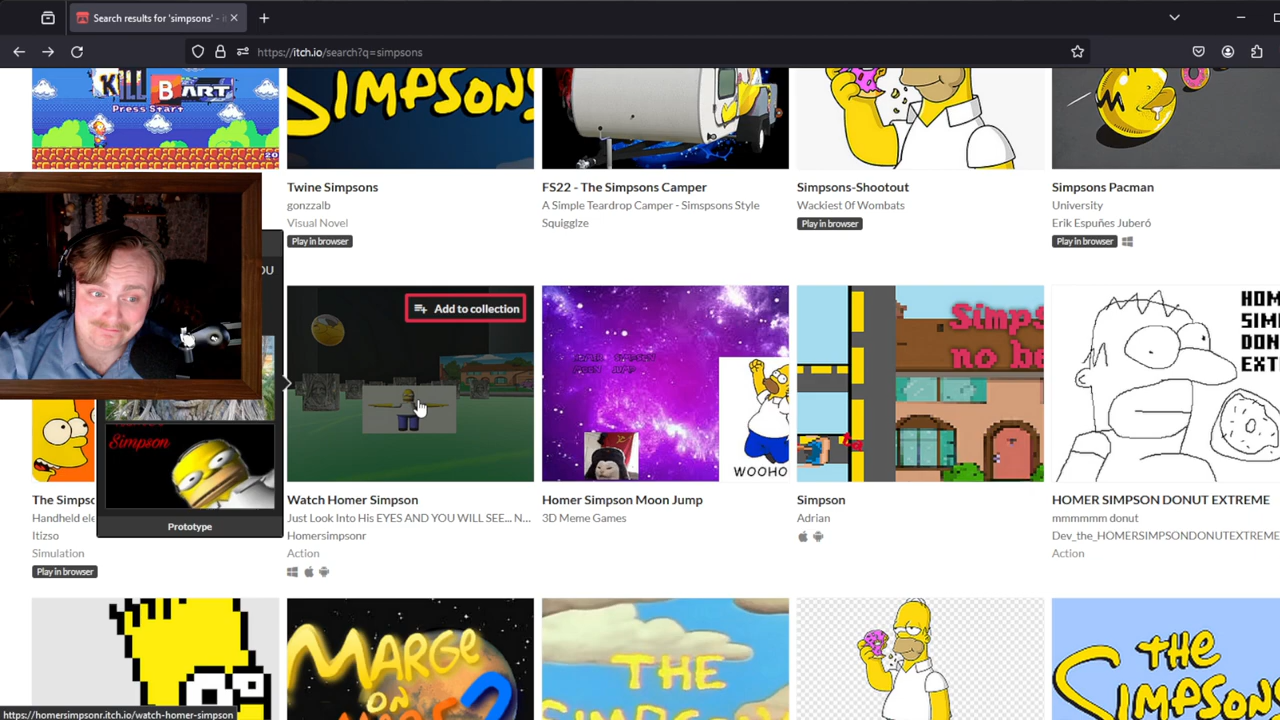 Search results for 'simpsons' -
https://itch.io/search?q=simpsons
KILL BART
Press Start
SIMPSONS
Twine Simpsons
gonzzalb
Visual Novel
Play in browser
FS22 - The Simpsons Camper
A Simple Teardrop Camper - Simspsons Style
Squigglze
Simpsons-Shootout
Wackiest Of Wombats
Play in browser
Simpsons Pacman
University
Erik Espuñes Juberó
Play in browser
OU
Simpson
Prototype
Add to collection
WOOHO
Simps
no be
HOM
SIM
DON
EXT
The Simps
Handheld ele
Itizso
Simulation
Play in browser
Watch Homer Simpson
Just Look Into His EYES AND YOU WILL SEE... N...
Homersimpsonr
Action
Homer Simpson Moon Jump
3D Meme Games
Simpson
Adrian
HOMER SIMPSON DONUT EXTREME
mmmmmm donut
Dev_the_HOMERSIMPSONDONUTEXTREME
Action
MARGE
ON
2
THE
the
SIMPSONS
https://homersimpsonr.itch.io/watch-homer-simpson